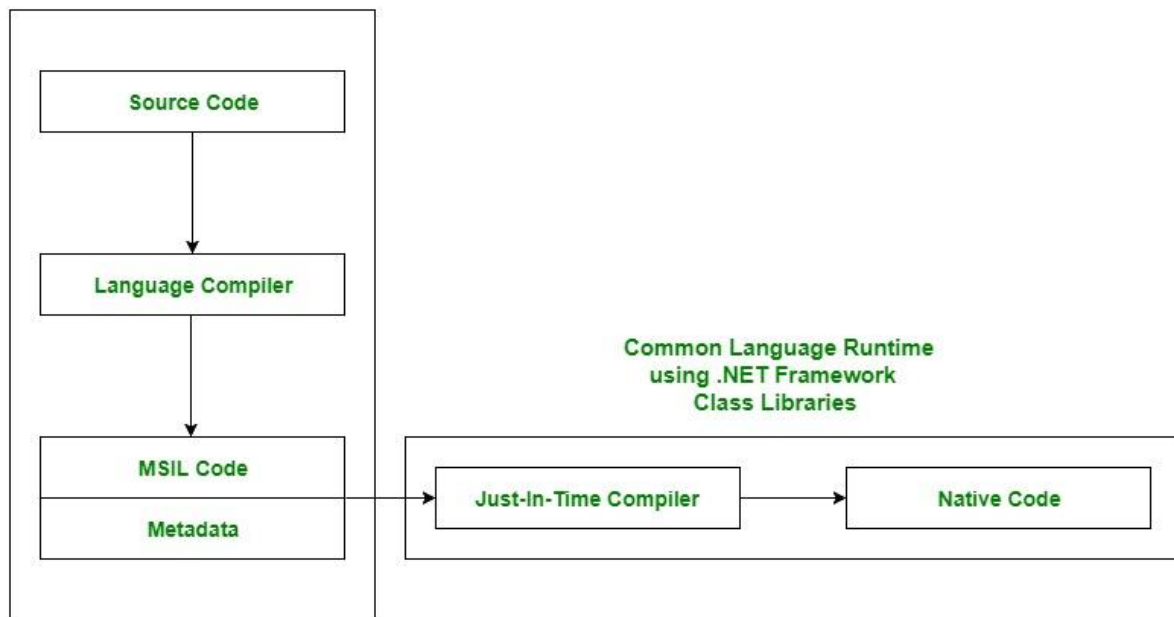 Source Code
Language Compiler
MSIL Code
Metadata
Common Language Runtime
using .NET Framework
Class Libraries
Just-In-Time Compiler
Native Code